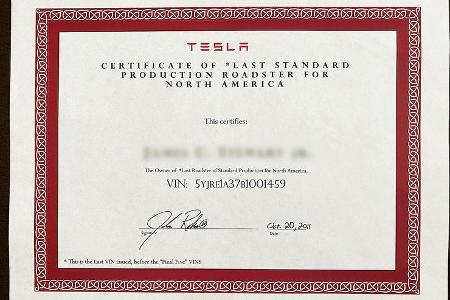 TESLA
CERTIFICATE OF *LAST STANDARD
PRODUCTION ROADSTER FOR
NORTH AMERICA
This certifies:
The Owner of *Last Roadster of Standard Production for North America.
VIN: 5YJRE1A37B1001459
Signature
Oct 20, 2011
Date
* This is the Last VIN issued, before the "Final Five" VINS